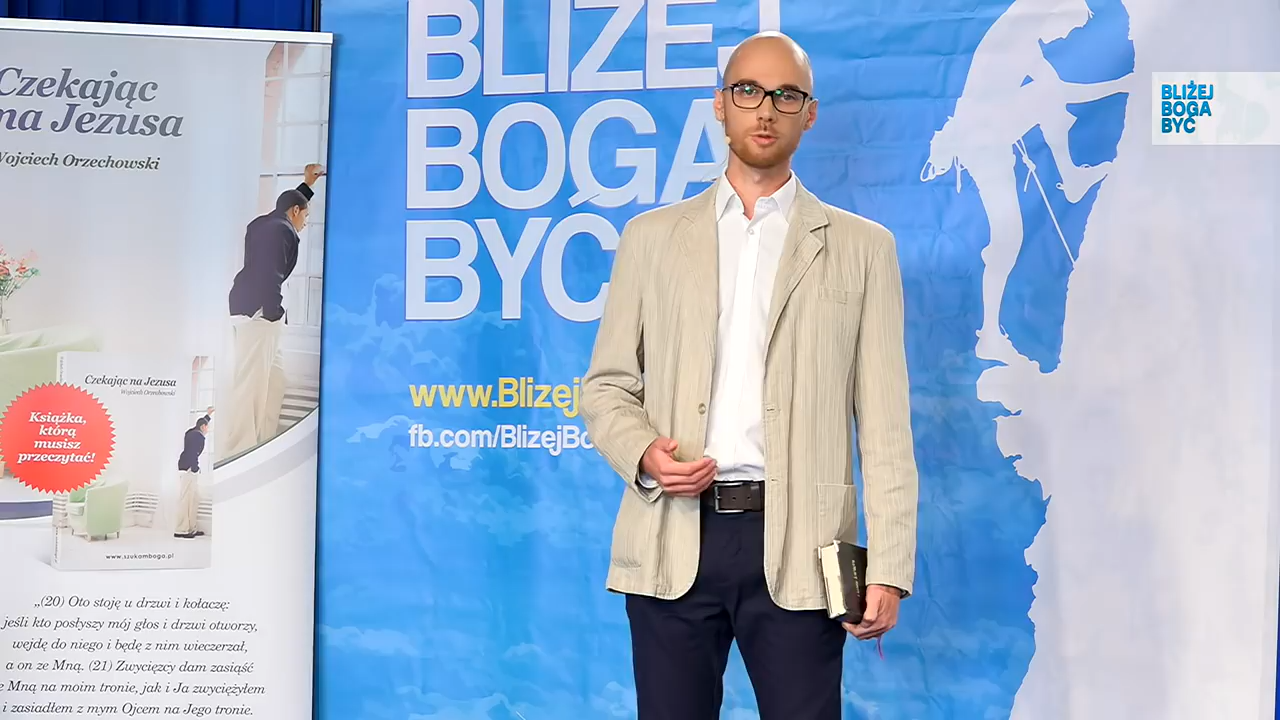 Czekając
na Jezusa
Wojciech Orzechowski
Czekając na Jezusa
Wojciech Orzechowski
Książka,
którą
musisz
przeczytać!
www.szukamboga.pl
„(20) Oto stoję u drzwi i kołaczę:
jeśli kto posłyszy mój głos i drzwi otworzy,
wejdę do niego i będę z nim wieczerzał,
a on ze Mną. (21) Zwycięzcy dam zasiąść
ze Mną na moim tronie, jak i Ja zwyciężyłem
i zasiadłem z mym Ojcem na Jego tronie.
BLIŻEJ
BOGA
BYĆ
www.Blizej
fb.com/BlizejBo
BLIŻEJ
BOGA
BYĆ